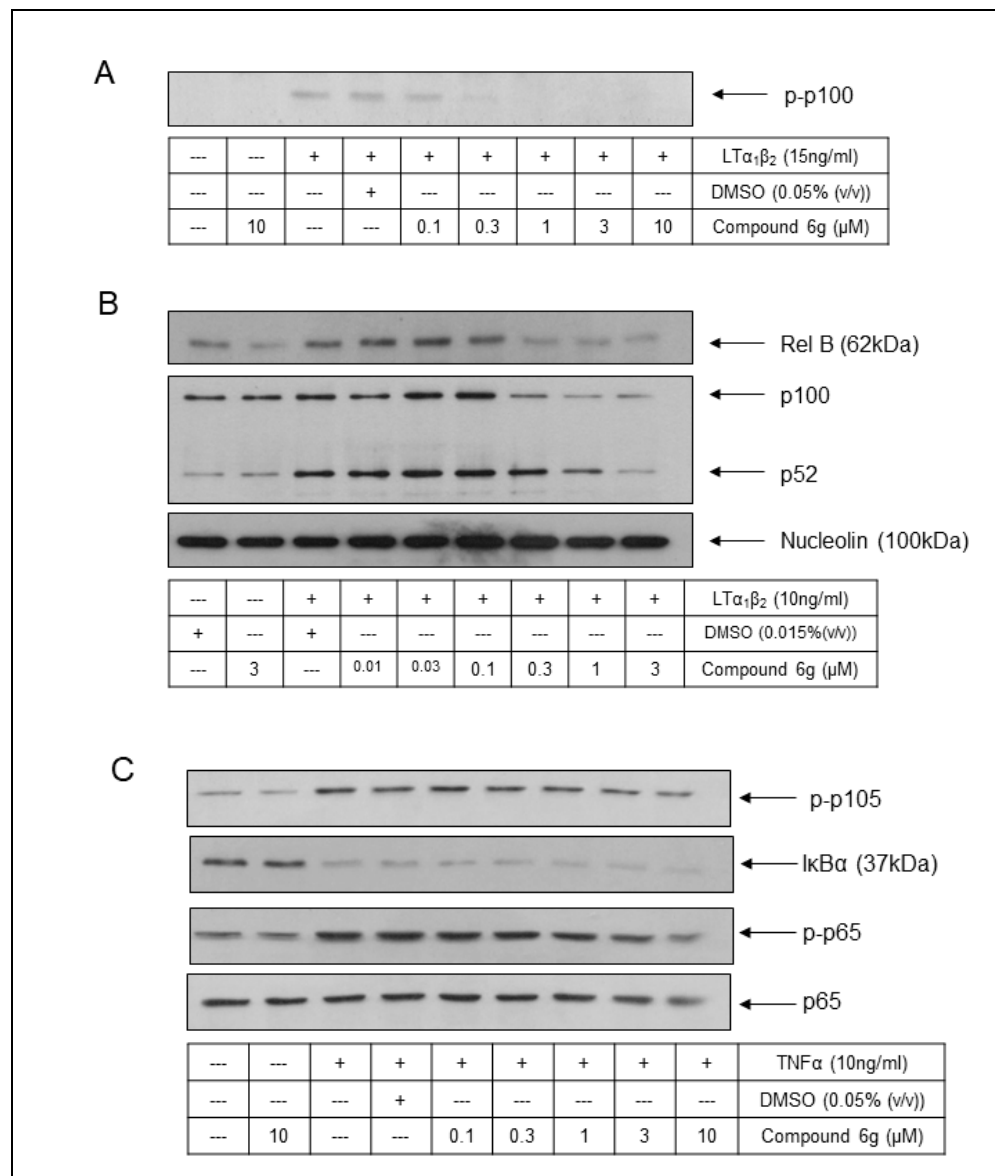 A
p-p100
--- --- + + + + + + + LTα₁β₂ (15ng/ml)
--- --- --- + --- --- --- --- --- DMSO (0.05% (v/v))
--- 10 --- --- 0.1 0.3 1 3 10 Compound 6g (µM)
B
Rel B (62kDa)
p100
p52
Nucleolin (100kDa)
--- --- + + + + + + + LTα₁β₂ (10ng/ml)
+ --- + --- --- --- --- --- --- DMSO (0.015%(v/v))
--- 3 --- 0.01 0.03 0.1 0.3 1 3 Compound 6g (µM)
C
p-p105
IκBα (37kDa)
p-p65
p65
--- --- + + + + + + + TNFα (10ng/ml)
--- --- --- + --- --- --- --- --- DMSO (0.05% (v/v))
--- 10 --- --- 0.1 0.3 1 3 10 Compound 6g (µM)